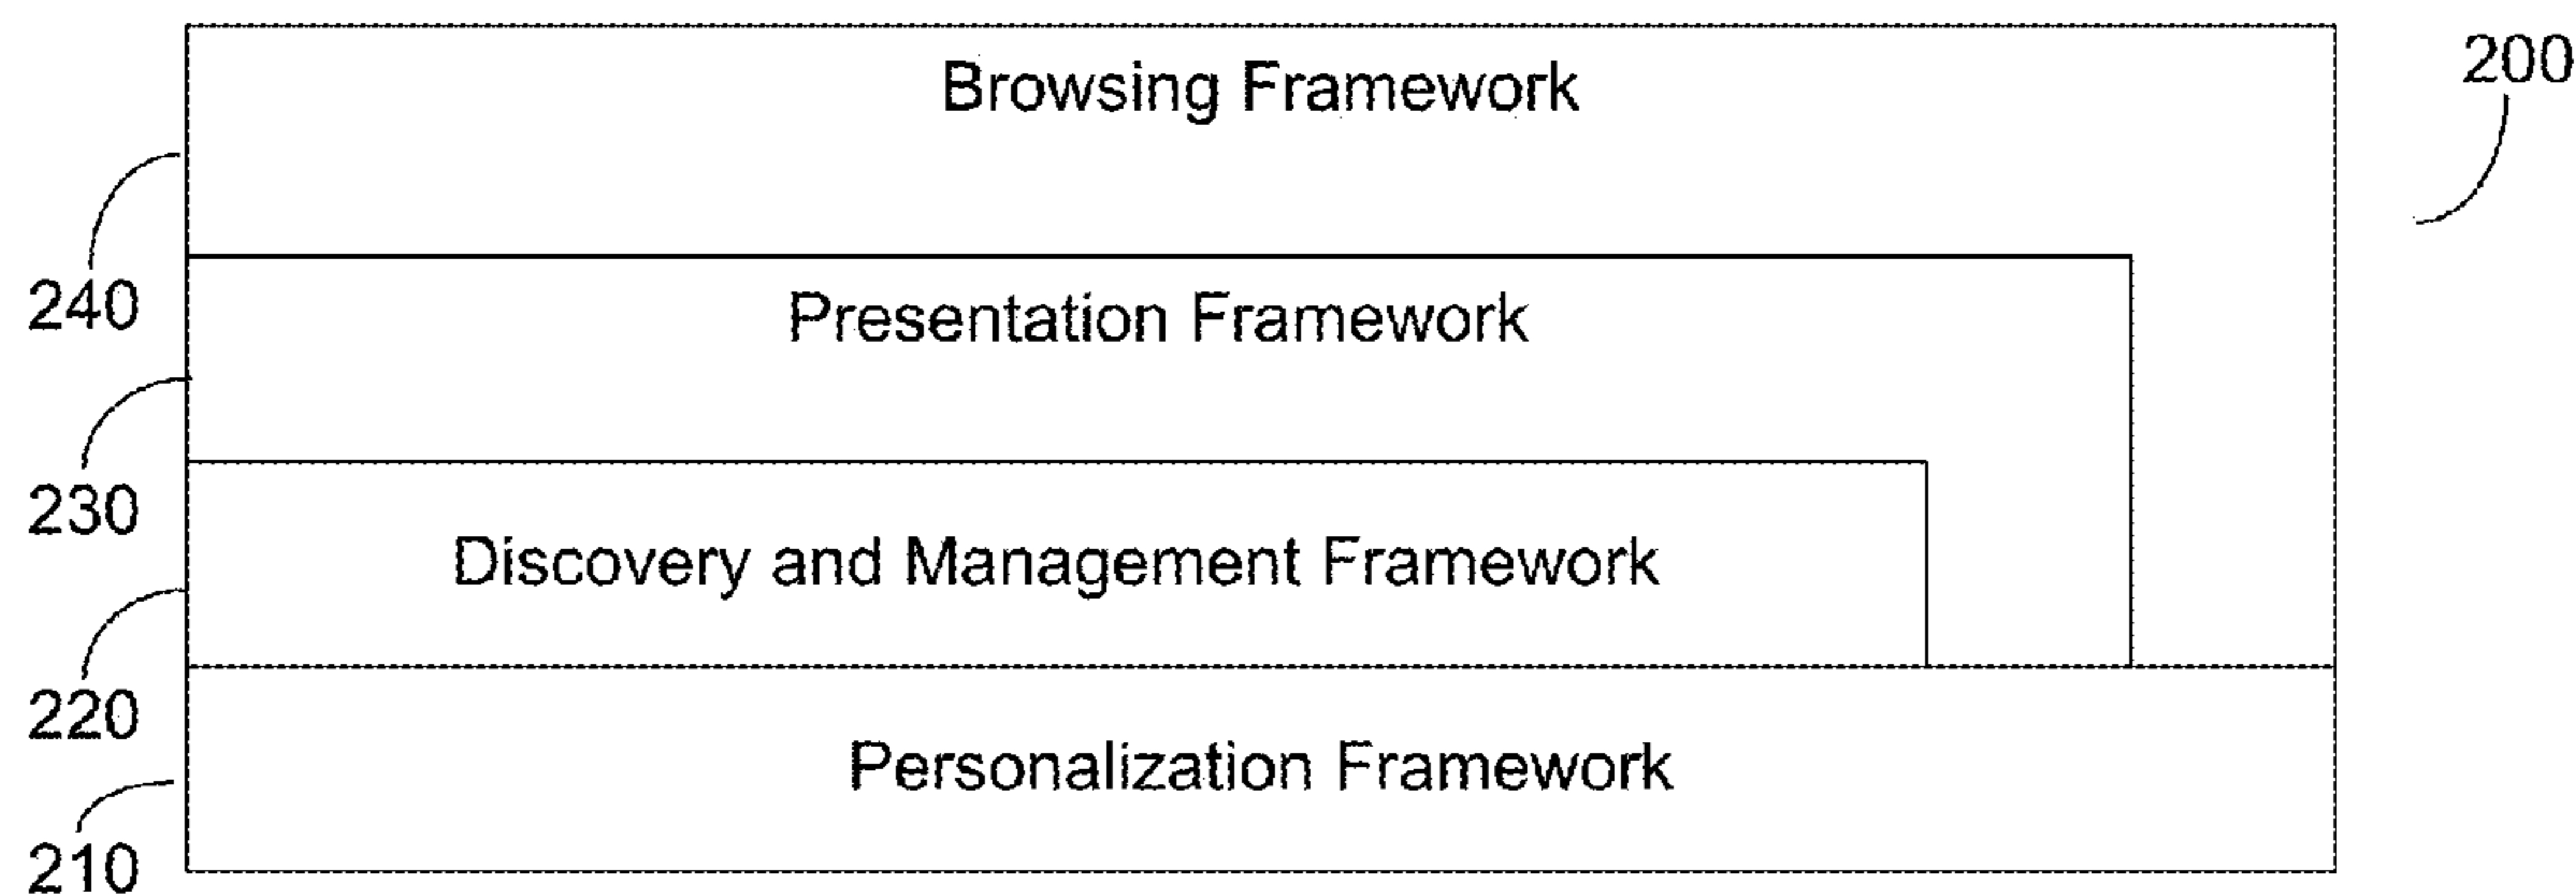 Browsing Framework
200
240
Presentation Framework
230
Discovery and Management Framework
220
Personalization Framework
210